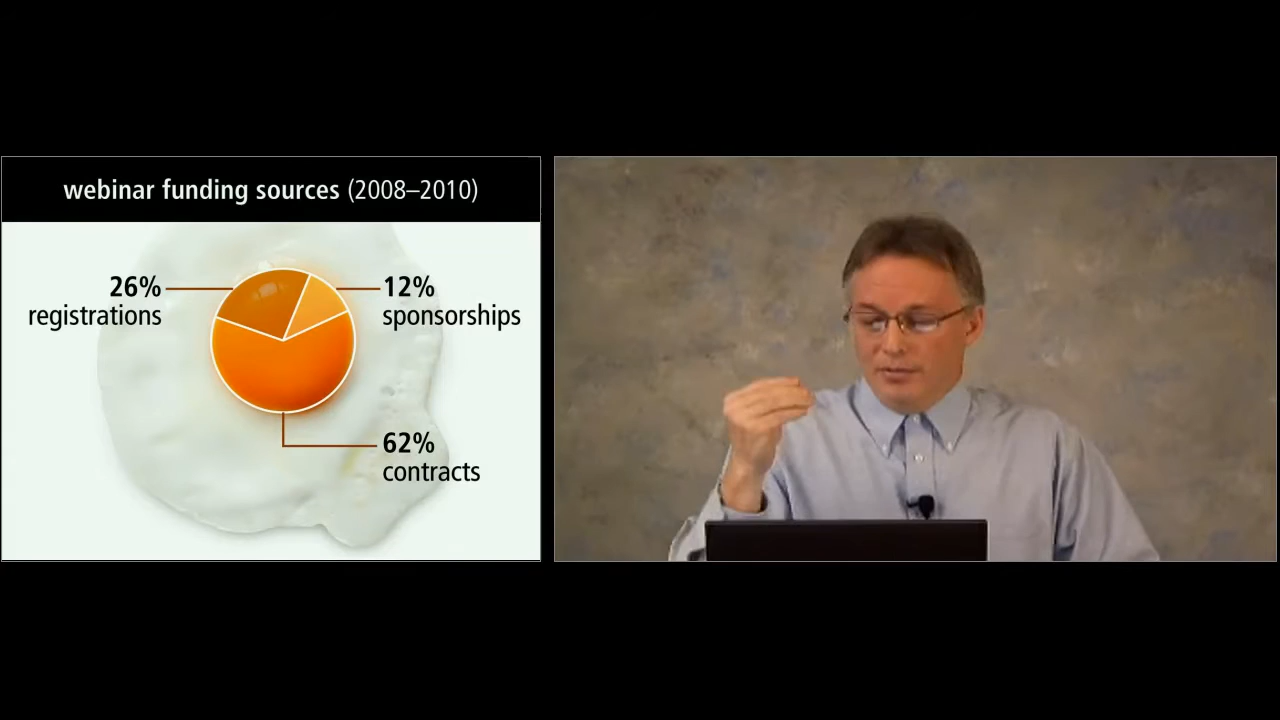 webinar funding sources (2008–2010)
26%
registrations
12%
sponsorships
62%
contracts